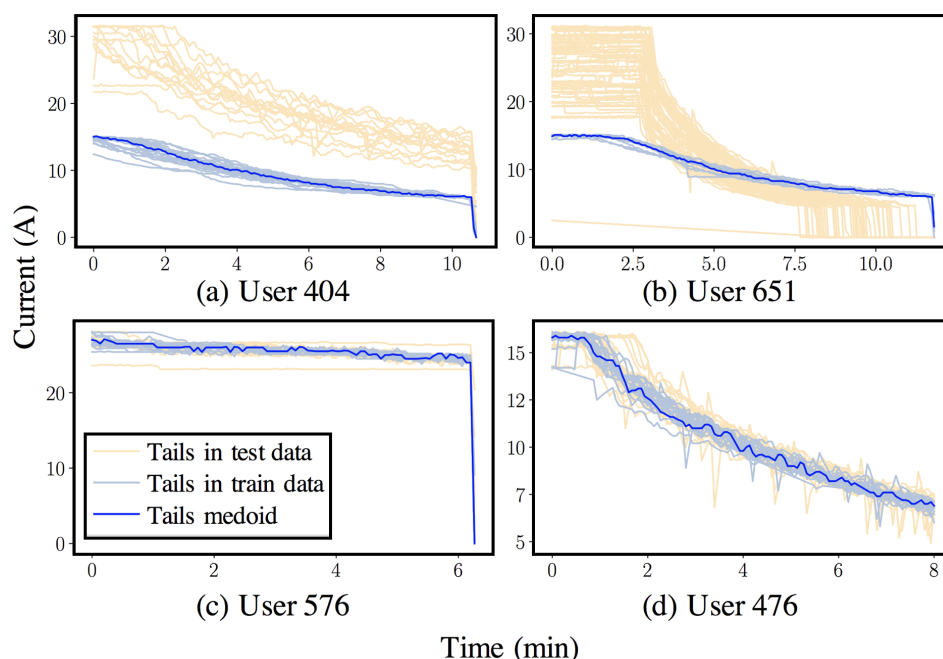 30
20
10
0
0 2 4 6 8 10
(a) User 404
30
20
10
0
0.0 2.5 5.0 7.5 10.0
(b) User 651
Current (A)
20
10
0
0 2 4 6
Tails in test data
Tails in train data
Tails medoid
(c) User 576
15
12
10
7
5
0 2 4 6 8
(d) User 476
Time (min)